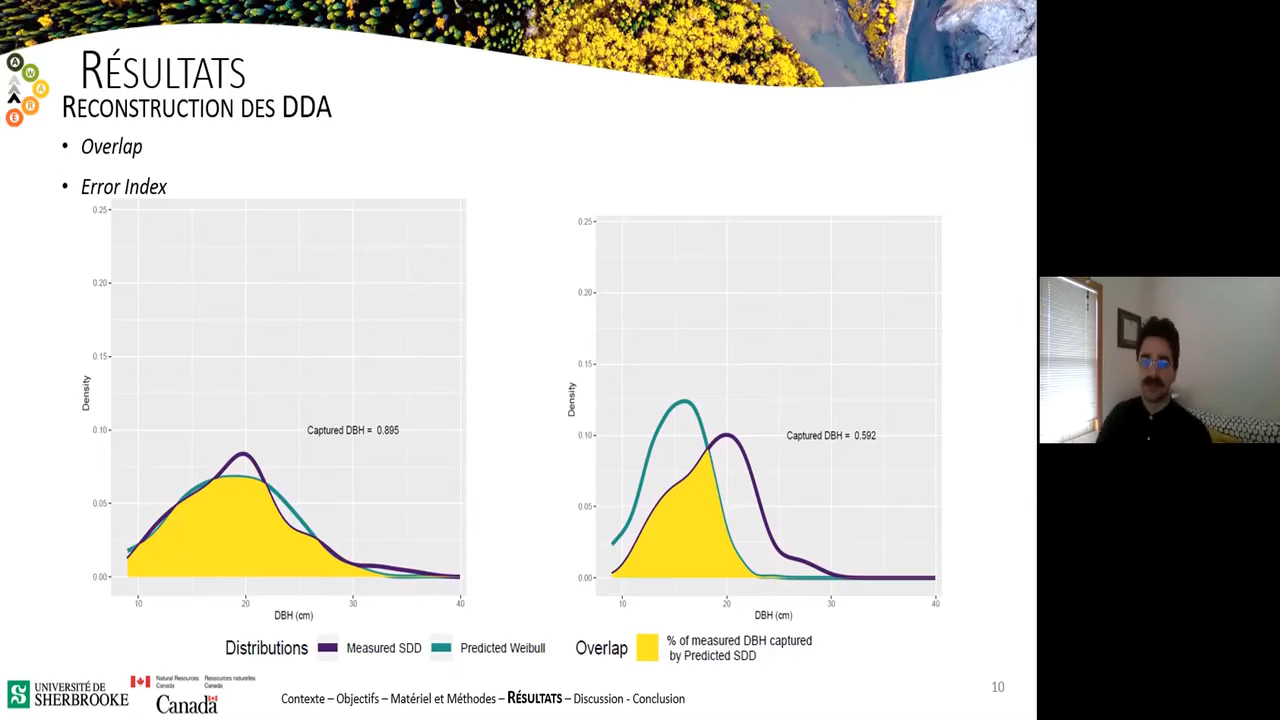 A
W
A
R
E
RÉSULTATS
RECONSTRUCTION DES DDA
• Overlap
• Error Index
0.25
0.20
0.15
0.10
0.05
0.00
Density
Captured DBH = 0.895
10 20 30 40
DBH (cm)
0.25
0.20
0.15
0.10
0.05
0.00
Density
Captured DBH = 0.592
10 20 30 40
DBH (cm)
Distributions Measured SDD Predicted Weibull Overlap % of measured DBH captured
by Predicted SDD
10
UNIVERSITÉ DE
SHERBROOKE
Natural Resources Ressources naturelles
Canada Canada
Canada
Contexte – Objectifs – Matériel et Méthodes – RÉSULTATS – Discussion - Conclusion